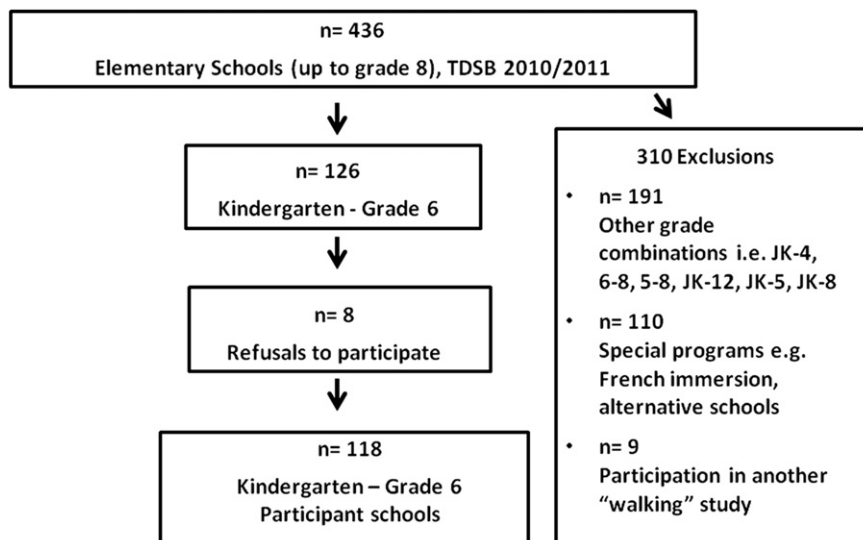 n= 436
Elementary Schools (up to grade 8), TDSB 2010/2011
n= 126
Kindergarten - Grade 6
n= 8
Refusals to participate
n= 118
Kindergarten – Grade 6
Participant schools
310 Exclusions
• n= 191
Other grade
combinations i.e. JK-4,
6-8, 5-8, JK-12, JK-5, JK-8
• n= 110
Special programs e.g.
French immersion,
alternative schools
• n= 9
Participation in another
“walking” study